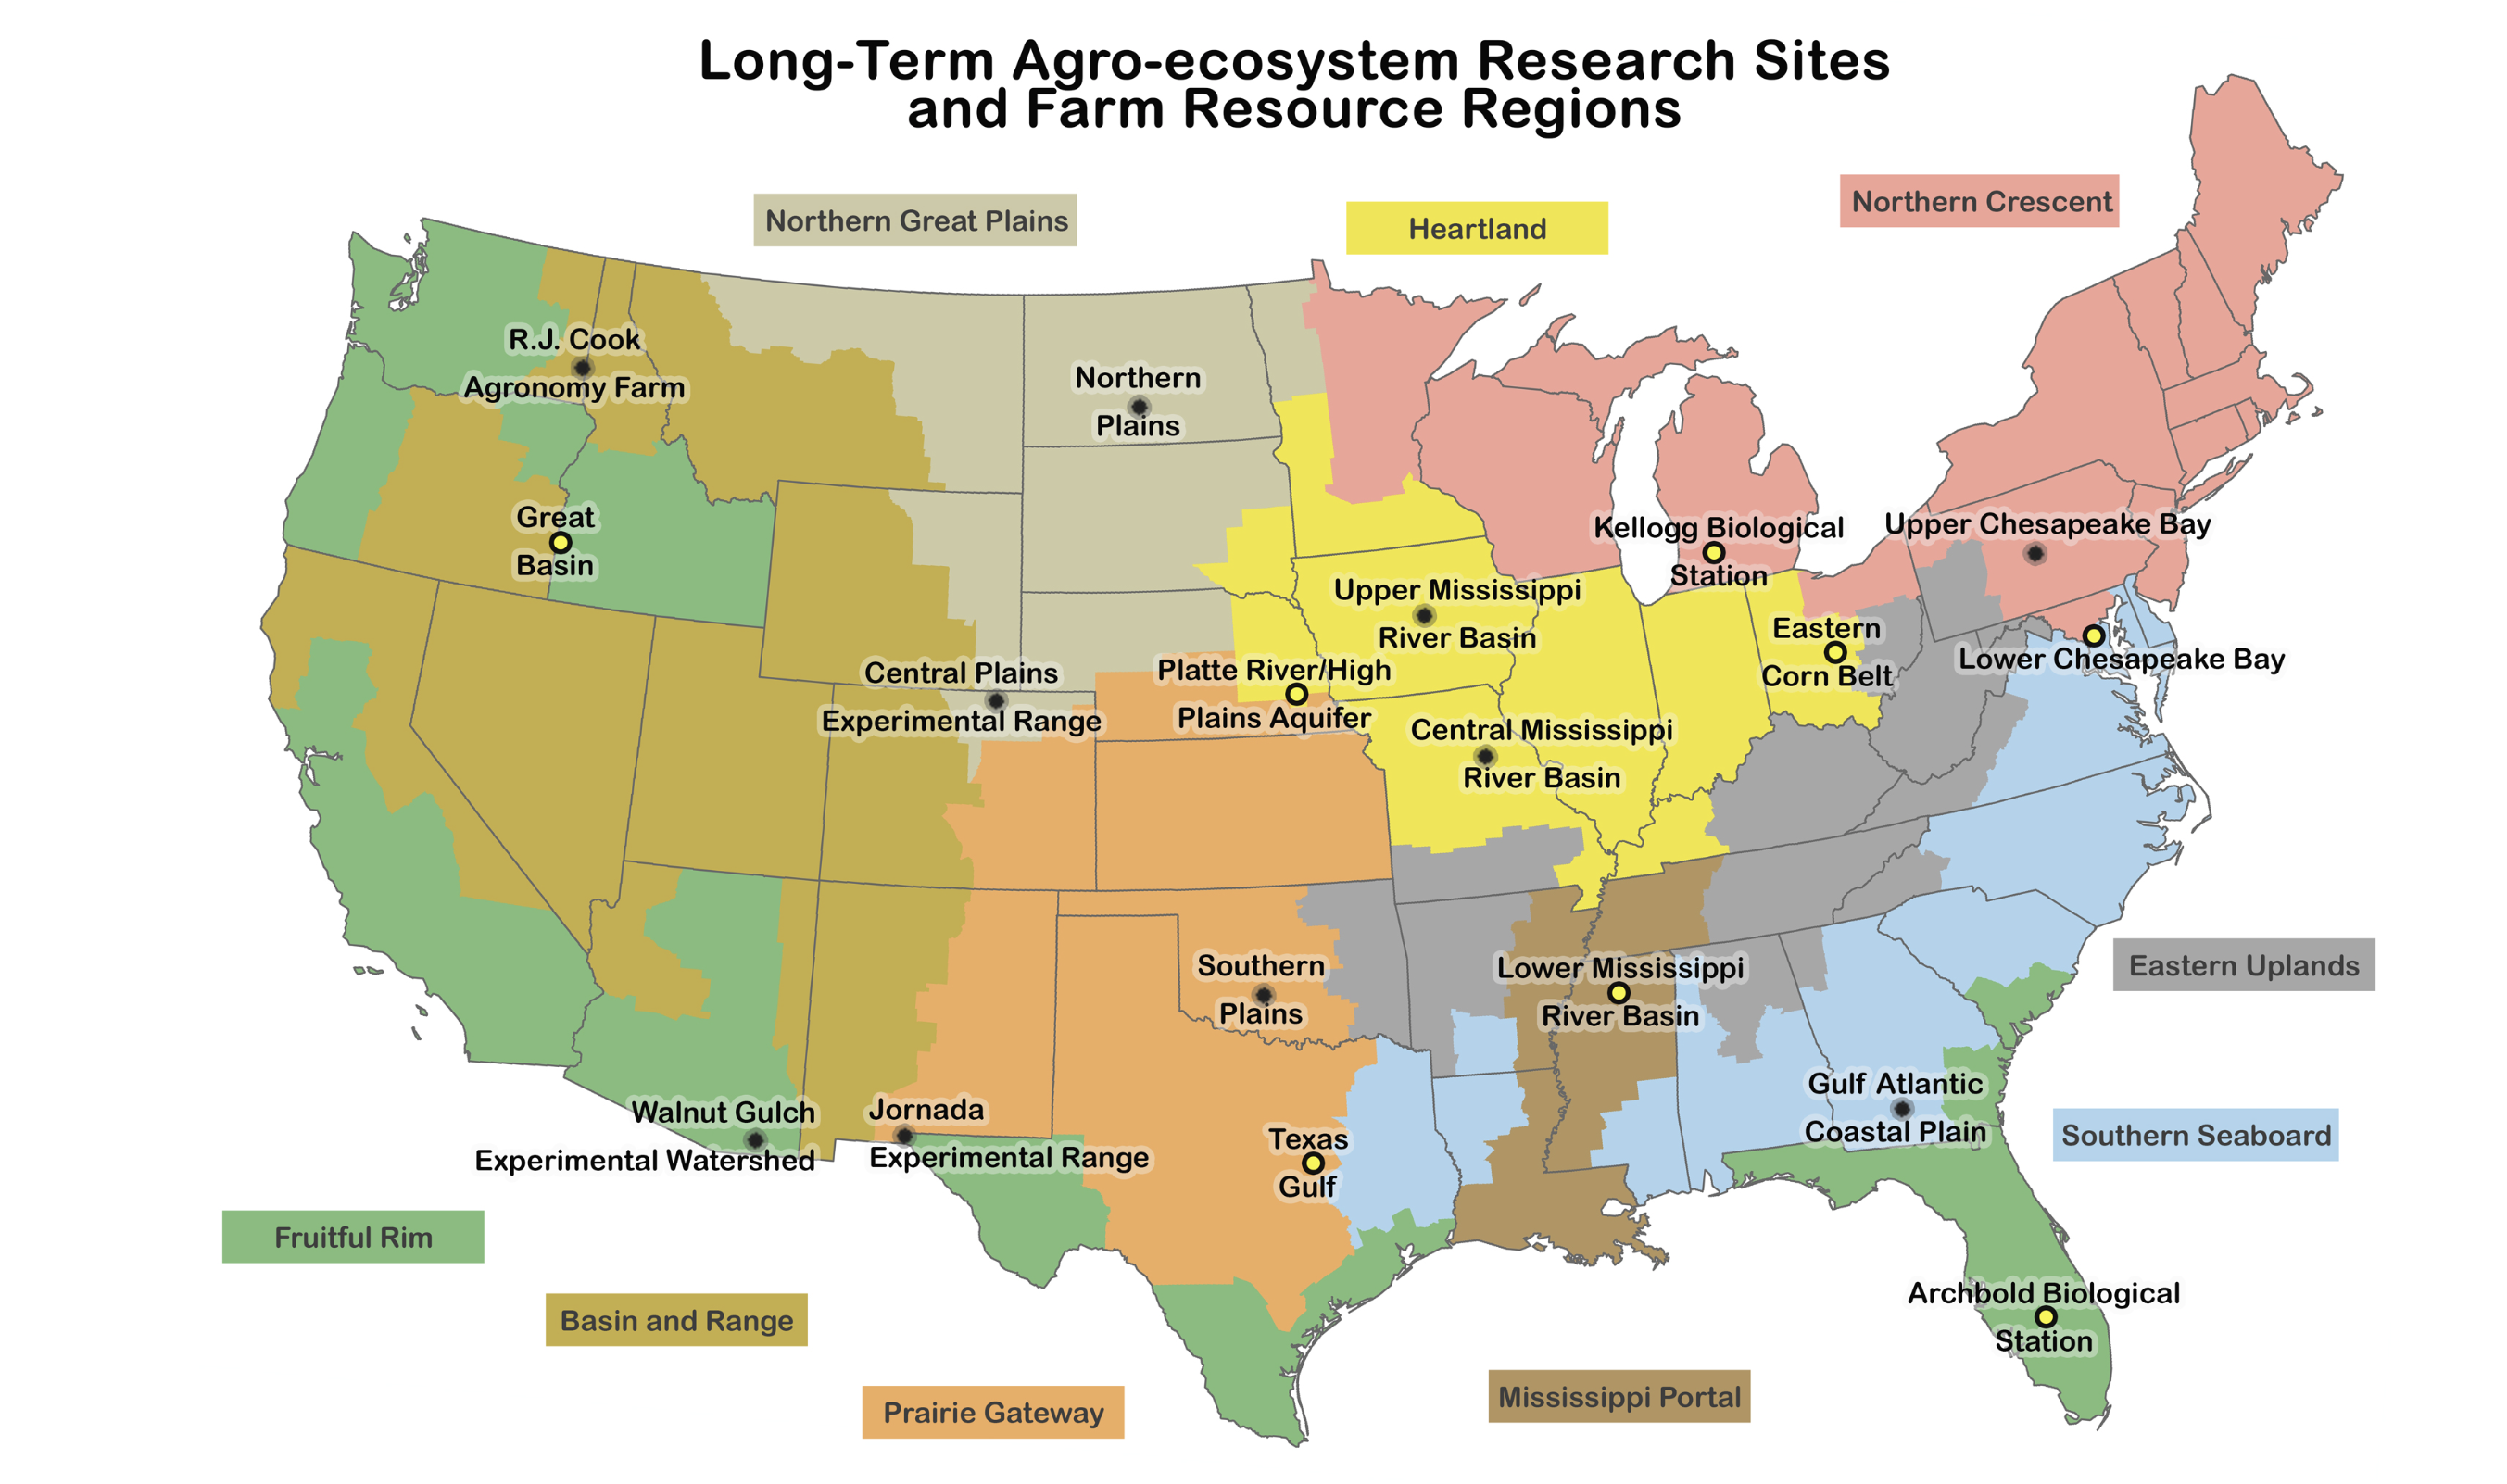 Long-Term Agro-ecosystem Research Sites
and Farm Resource Regions
Northern Crescent
Northern Great Plains
Heartland
R.J. Cook
Agronomy Farm
Northern
Plains
Great
Basin
Kellogg Biological
Station
Upper Chesapeake Bay
Upper Mississippi
River Basin
Eastern
Corn Belt
Lower Chesapeake Bay
Central Plains
Experimental Range
Platte River/High
Plains Aquifer
Central Mississippi
River Basin
Southern
Plains
Lower Mississippi
River Basin
Eastern Uplands
Walnut Gulch
Experimental Watershed
Jornada
Experimental Range
Texas
Gulf
Gulf Atlantic
Coastal Plain
Southern Seaboard
Fruitful Rim
Basin and Range
Archbold Biological
Station
Prairie Gateway
Mississippi Portal